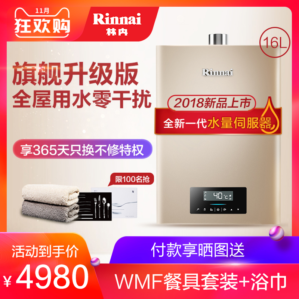 11月
狂欢购
Rinnai
林内
16L
旗舰升级版
全屋用水零干扰
Rinnai
2018新品上市
全新一代水量伺服器
享365天只换不修特权
限100名抢
40
活动到手价
¥4980
付款享晒图送
WMF餐具套装+浴巾